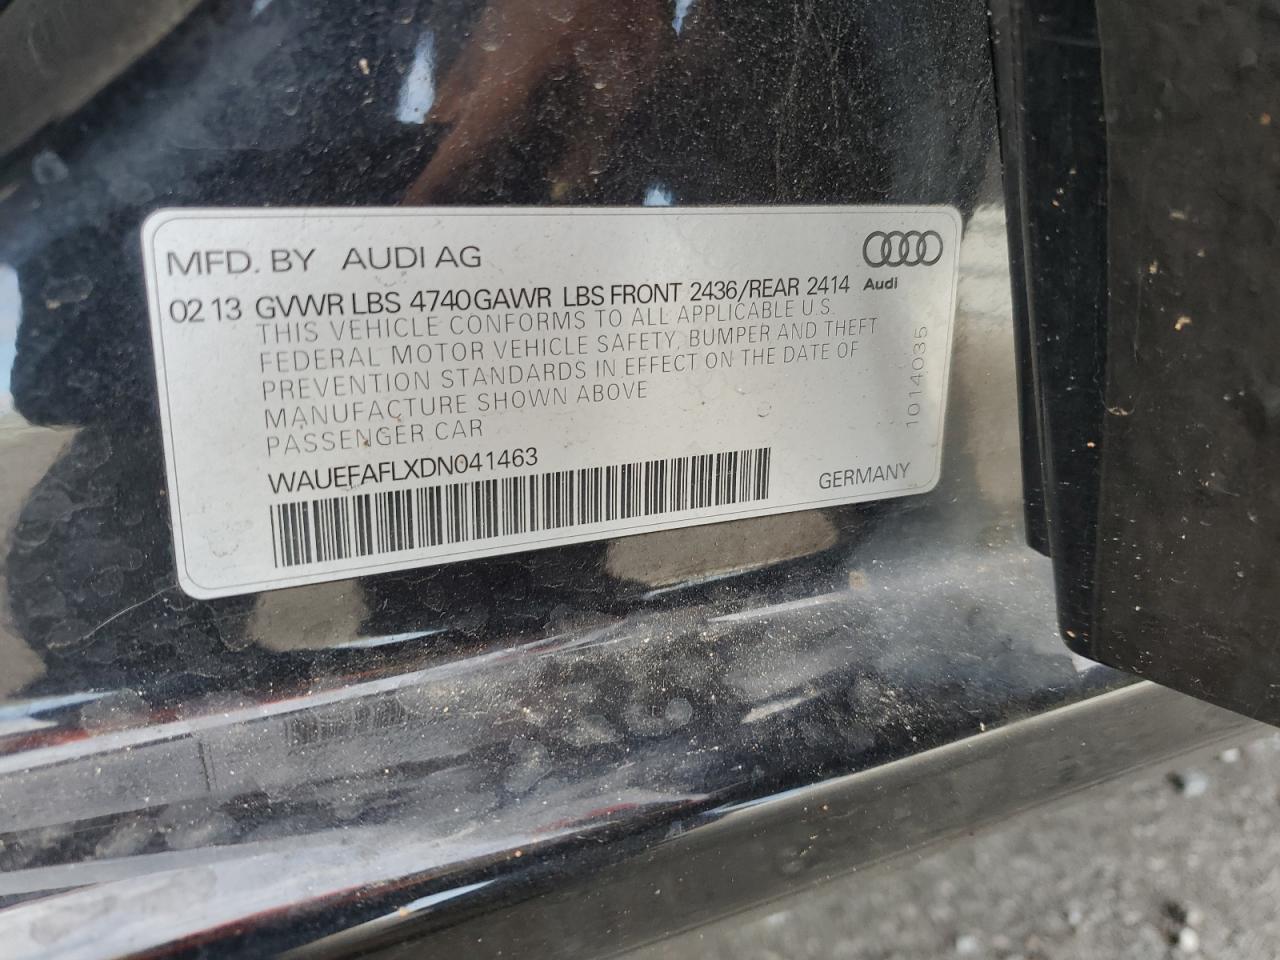 MFD. BY AUDI AG
02 13 GVWR LBS 4740 GAWR LBS FRONT 2436/REAR 2414
Audi
THIS VEHICLE CONFORMS TO ALL APPLICABLE U.S.
FEDERAL MOTOR VEHICLE SAFETY, BUMPER AND THEFT
PREVENTION STANDARDS IN EFFECT ON THE DATE OF
MANUFACTURE SHOWN ABOVE
PASSENGER CAR
WAUEFAFLXDN041463
GERMANY
1014035